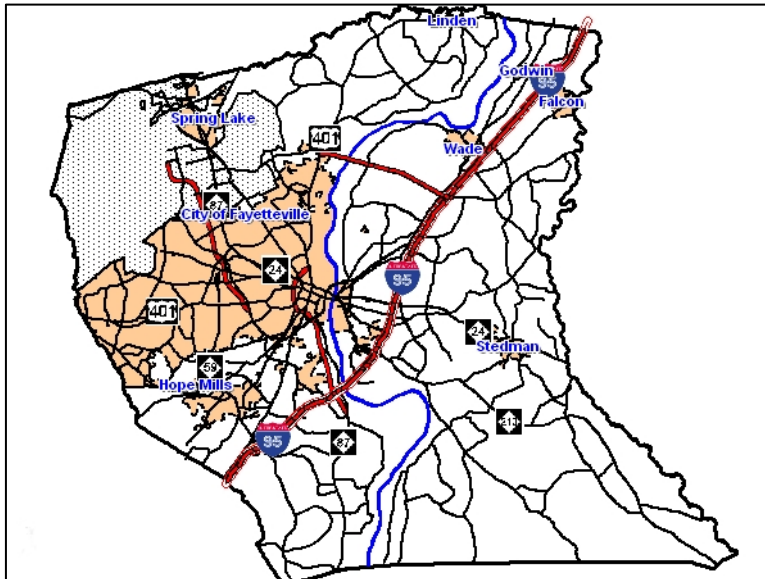 Linden
Godwin
95
Falcon
Spring Lake
401
Wade
87
City of Fayetteville
24
95
401
24
Stedman
59
Hope Mills
210
95
87